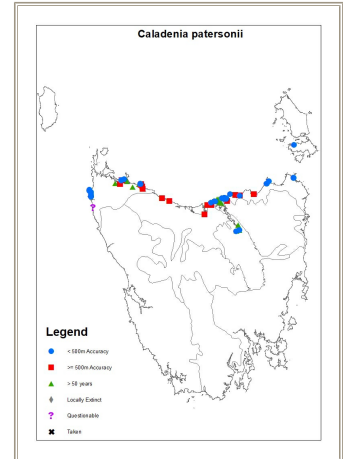 Caladenia patersonii
Legend
< 500m Accuracy
>= 500m Accuracy
> 50 years
Locally Extinct
? Questionable
Taken